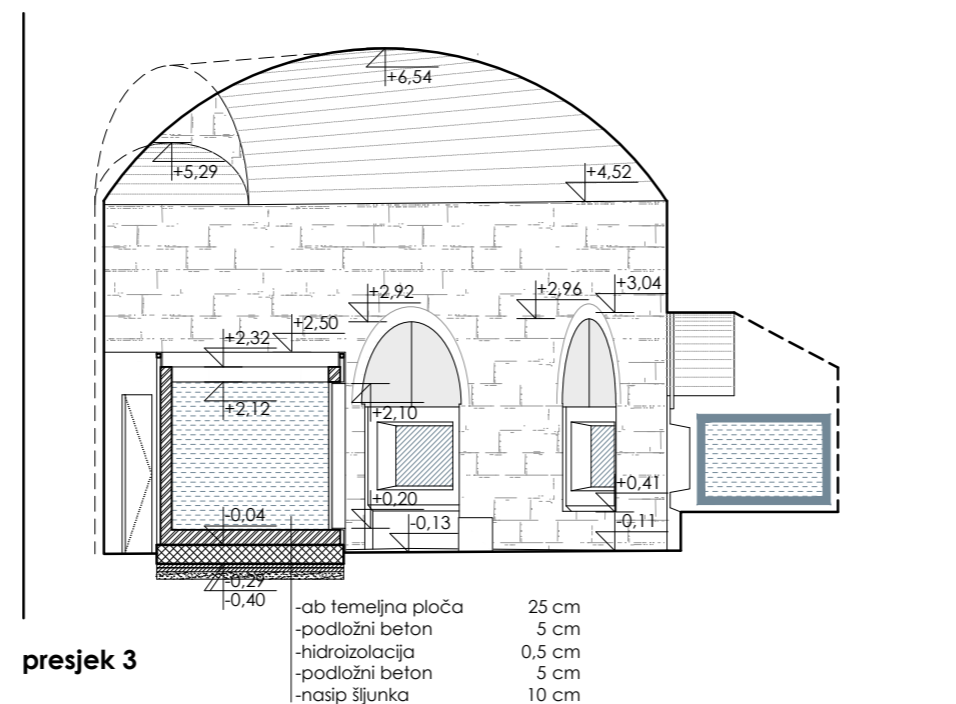 +6,54
+5,29
+4,52
+3,04
+2,92
+2,96
+2,50
+2,32
+2,12
+2,10
+0,41
+0,20
-0,04
-0,13
-0,11
-0,29
-0,40
-ab temeljna ploča 25 cm
-podložni beton 5 cm
-hidroizolacija 0,5 cm
-podložni beton 5 cm
-nasip šljunka 10 cm
presjek 3